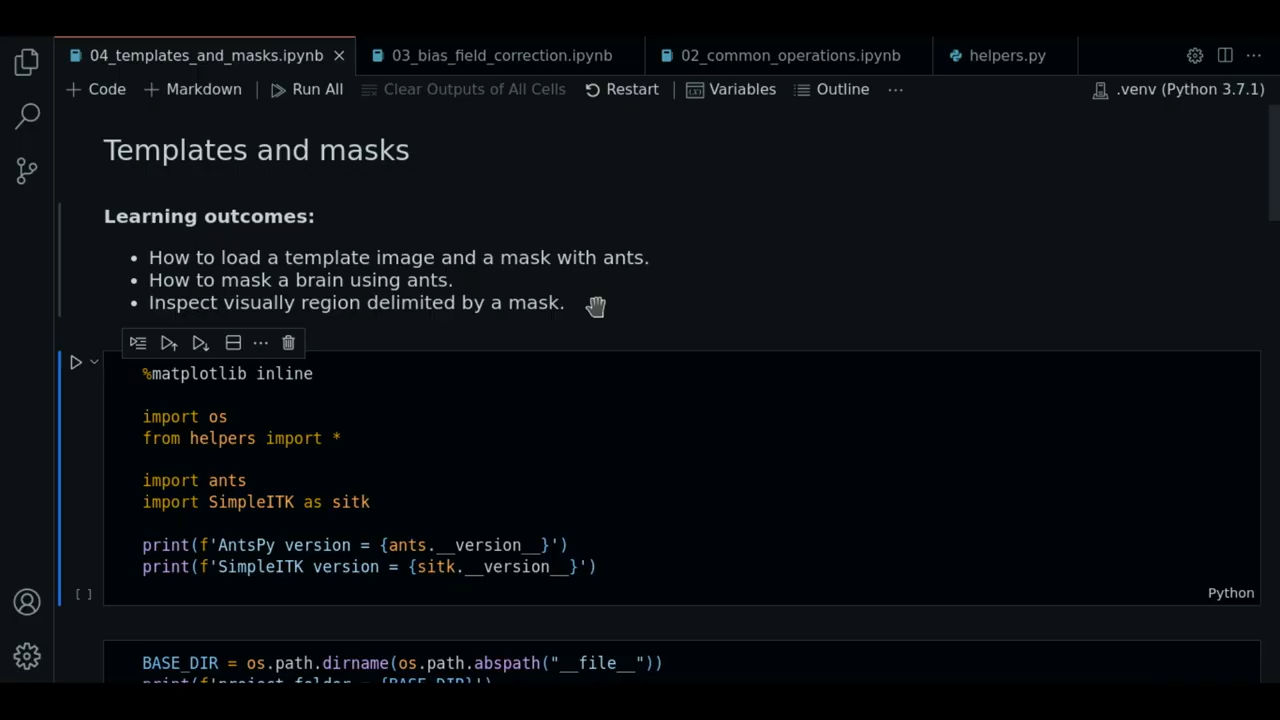 04_templates_and_masks.ipynb 03_bias_field_correction.ipynb 02_common_operations.ipynb helpers.py
Code Markdown Run All Clear Outputs of All Cells Restart Variables Outline ... .venv (Python 3.7.1)
Templates and masks
Learning outcomes:
• How to load a template image and a mask with ants.
• How to mask a brain using ants.
• Inspect visually region delimited by a mask.
%matplotlib inline
import os
from helpers import *
import ants
import SimpleITK as sitk
print(f'AntsPy version = {ants.__version__}')
print(f'SimpleITK version = {sitk.__version__}')
[ ]
Python
BASE_DIR = os.path.dirname(os.path.abspath("__file__"))
print(f'project folder = {BASE_DIR}')